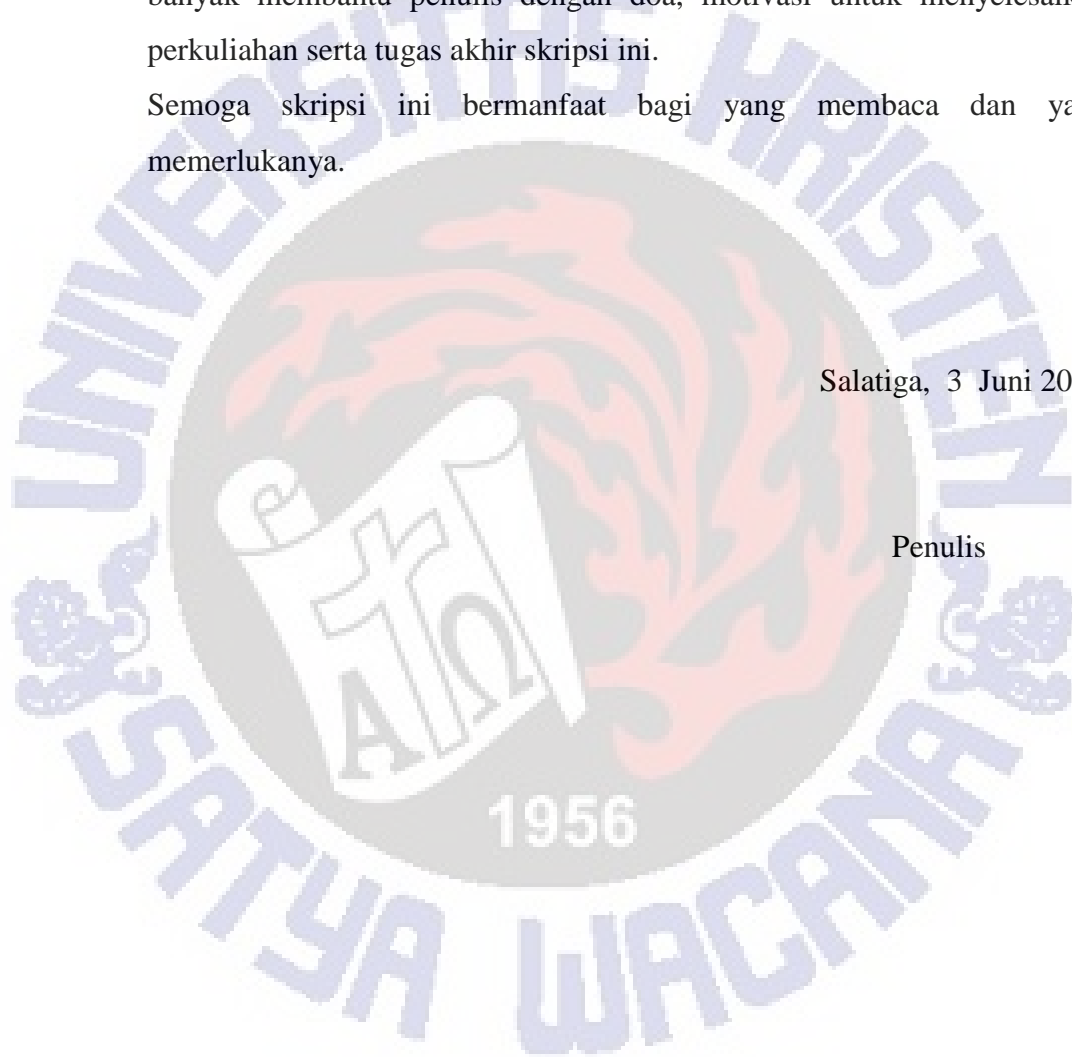 banyak membantu penulis dengan doa, motivasi untuk
perkuliahan serta tugas akhir skripsi ini.
Semoga skripsi ini bermanfaat bagi yang membaca dan
memerlukanya.
Salatiga, 3 Juni
Penulis
UNIVERSITAS KRISTEN
SATYA WACANA
A Ω
1956